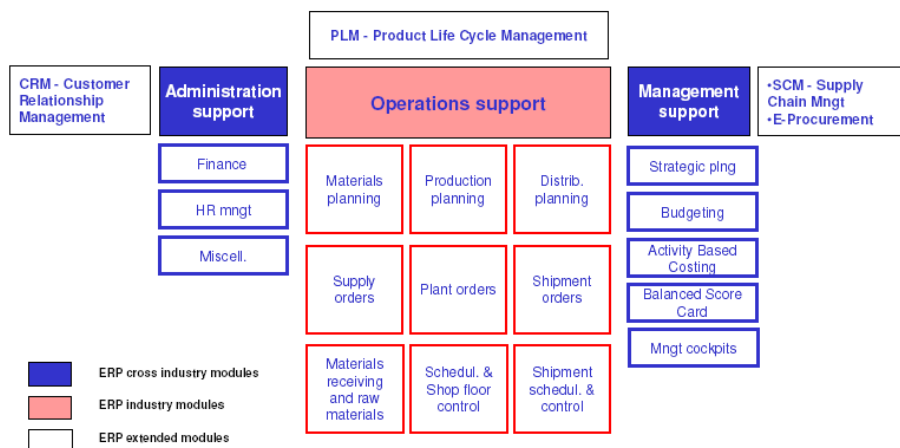 PLM - Product Life Cycle Management
CRM - Customer
Relationship
Management
Administration
support
Operations support
Management
support
•SCM - Supply
Chain Mngt
•E-Procurement
Finance
HR mngt
Miscell.
Materials
planning
Production
planning
Distrib.
planning
Supply
orders
Plant orders
Shipment
orders
Materials
receiving
and raw
materials
Schedul. &
Shop floor
control
Shipment
schedul. &
control
Strategic plng
Budgeting
Activity Based
Costing
Balanced Score
Card
Mngt cockpits
ERP cross industry modules
ERP industry modules
ERP extended modules